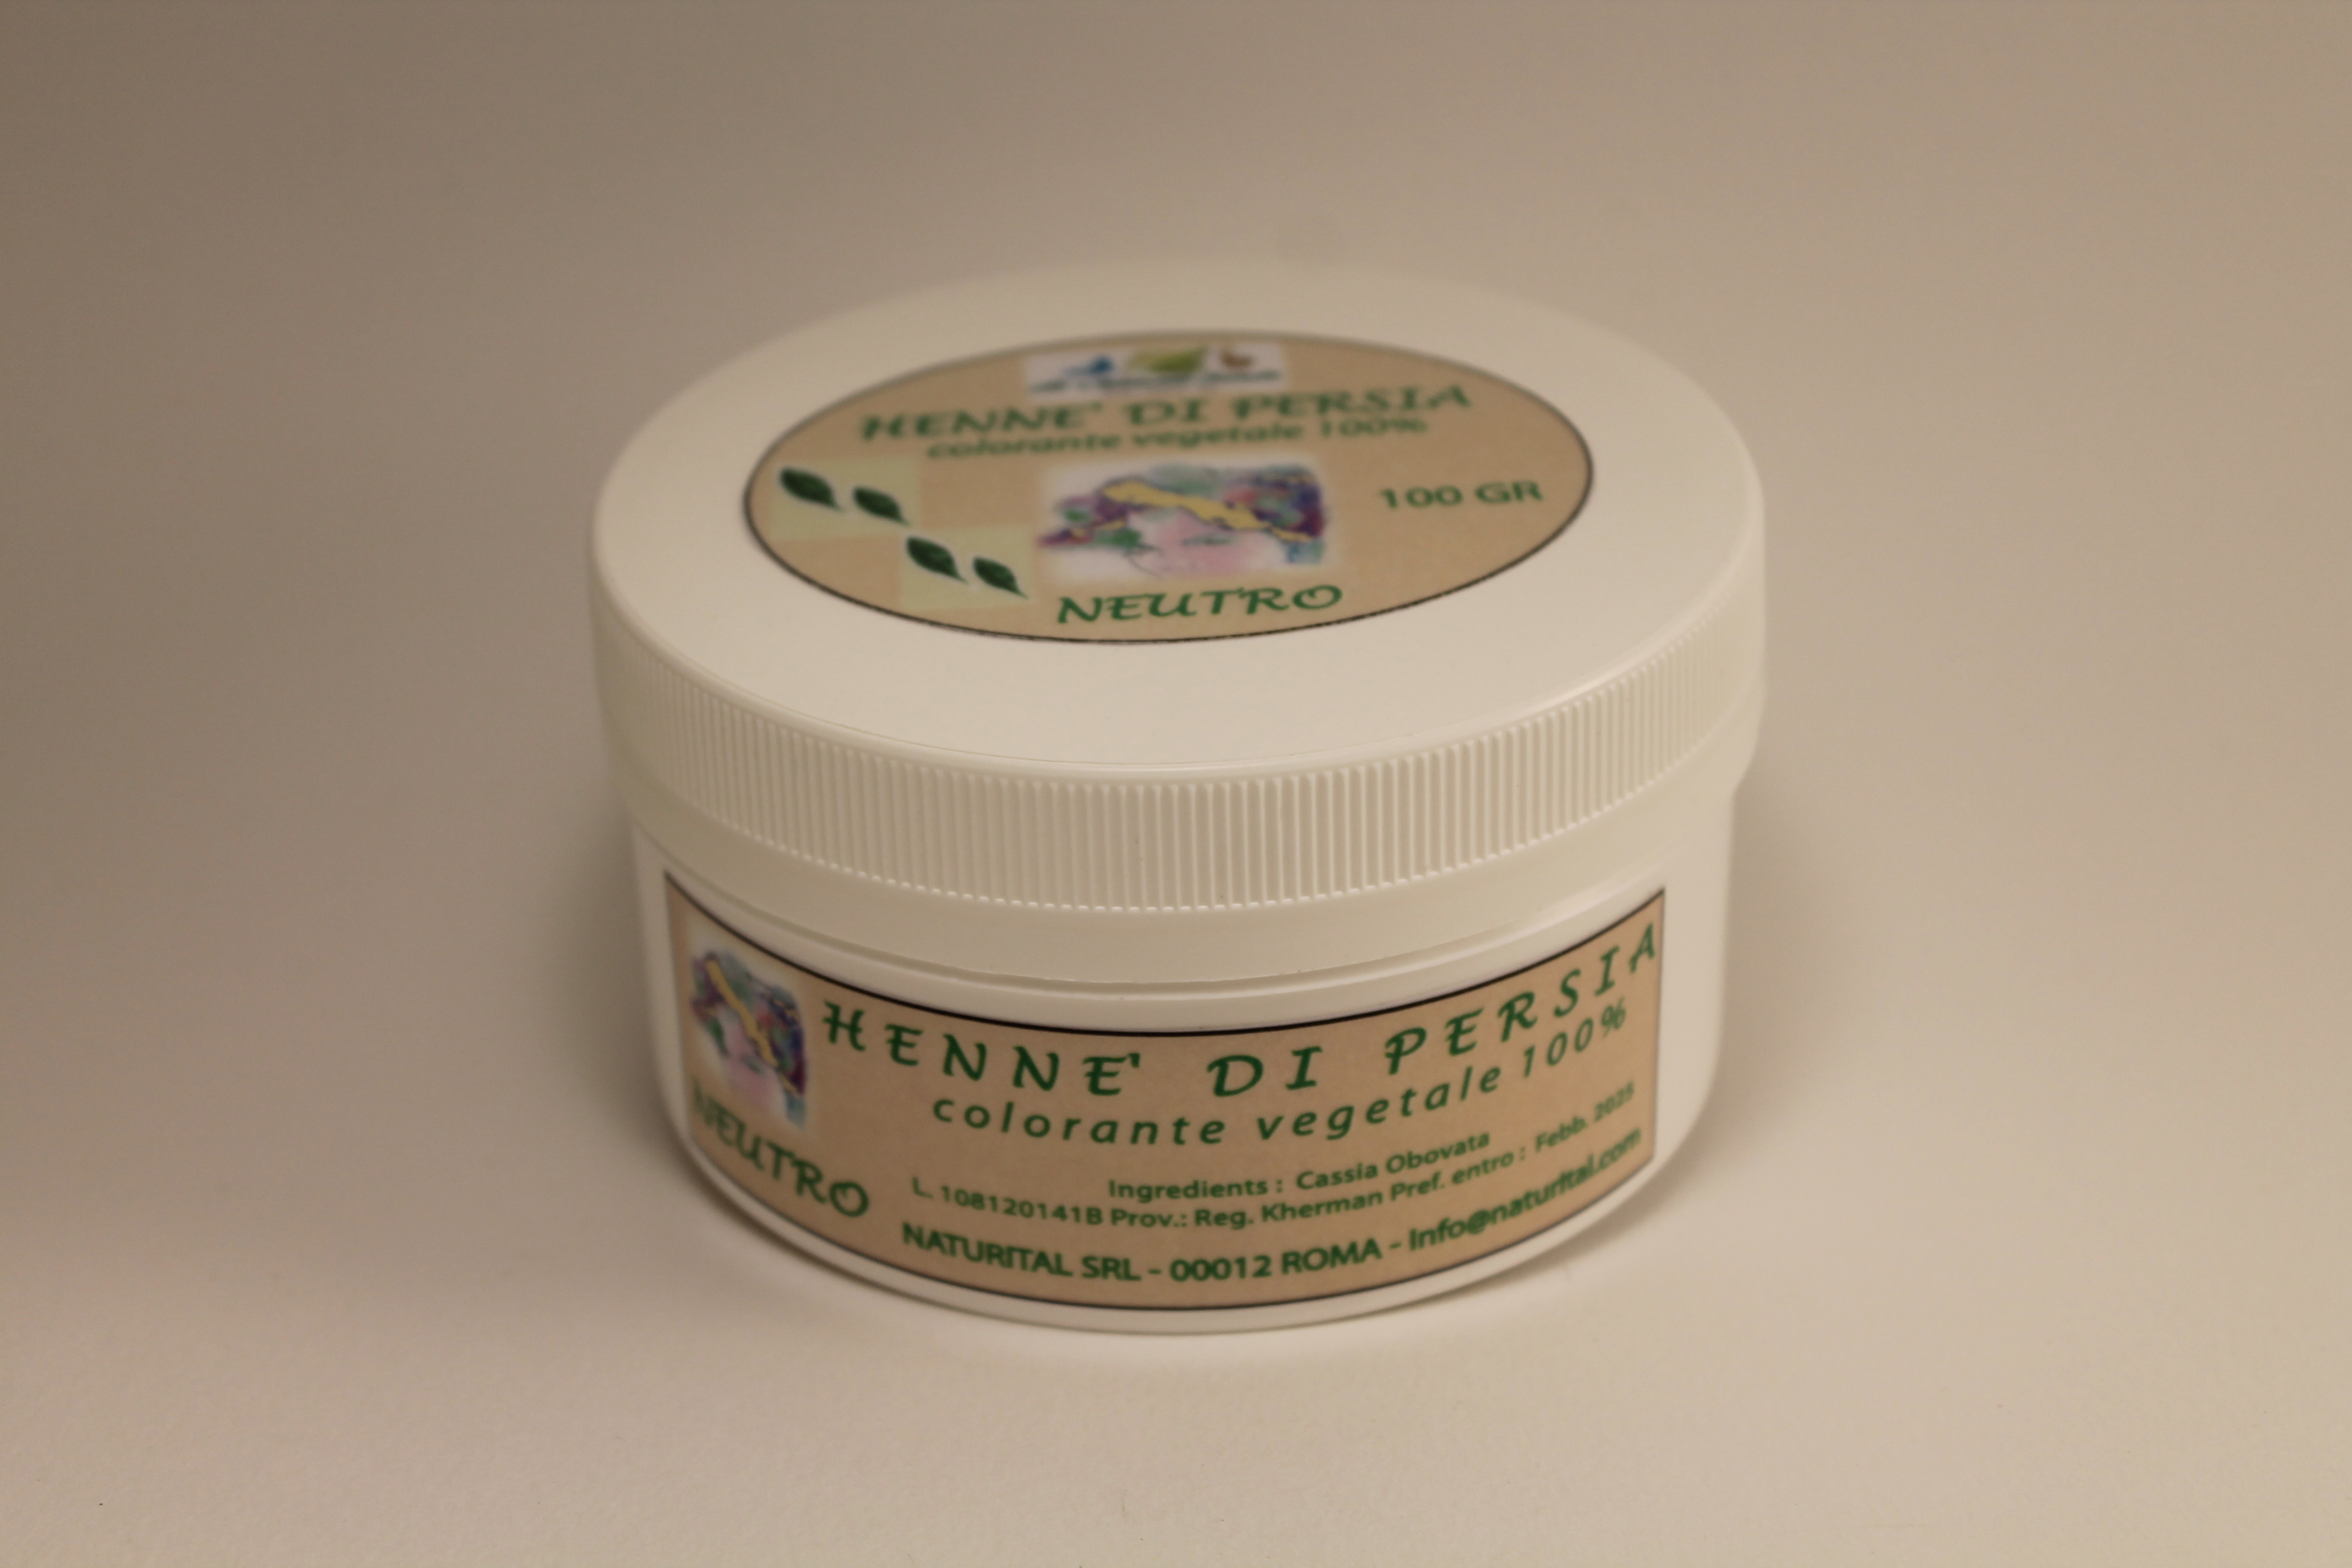 HENNE' DI PERSIA
colorante vegetale 100%
100 GR
NEUTRO
HENNE' DI PERSIA
colorante vegetale 100%
NEUTRO
Ingredients : Cassia Obovata
L. 108120141B Prov.: Reg. Kherman Pref. entro : Febb. 2025
NATURITAL SRL - 00012 ROMA - info@naturital.com